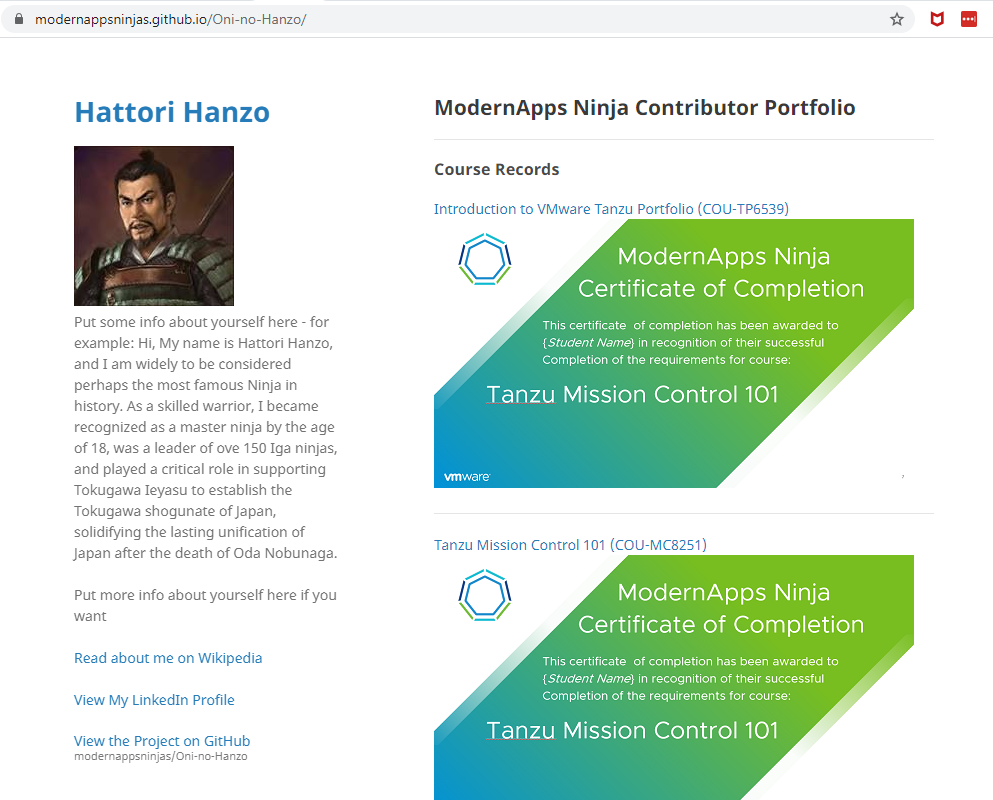 modernappsninjas.github.io/Oni-no-Hanzo/
Hattori Hanzo
Put some info about yourself here - for
example: Hi, My name is Hattori Hanzo,
and I am widely to be considered
perhaps the most famous Ninja in
history. As a skilled warrior, I became
recognized as a master ninja by the age
of 18, was a leader of ove 150 Iga ninjas,
and played a critical role in supporting
Tokugawa Ieyasu to establish the
Tokugawa shogunate of Japan,
solidifying the lasting unification of
Japan after the death of Oda Nobunaga.
Put more info about yourself here if you
want
Read about me on Wikipedia
View My LinkedIn Profile
View the Project on GitHub
modernappsninjas/Oni-no-Hanzo
ModernApps Ninja Contributor Portfolio
Course Records
Introduction to VMware Tanzu Portfolio (COU-TP6539)
ModernApps Ninja
Certificate of Completion
This certificate of completion has been awarded to
{Student Name} in recognition of their successful
Completion of the requirements for course:
Tanzu Mission Control 101
vmware
,
Tanzu Mission Control 101 (COU-MC8251)
ModernApps Ninja
Certificate of Completion
This certificate of completion has been awarded to
{Student Name} in recognition of their successful
Completion of the requirements for course:
Tanzu Mission Control 101